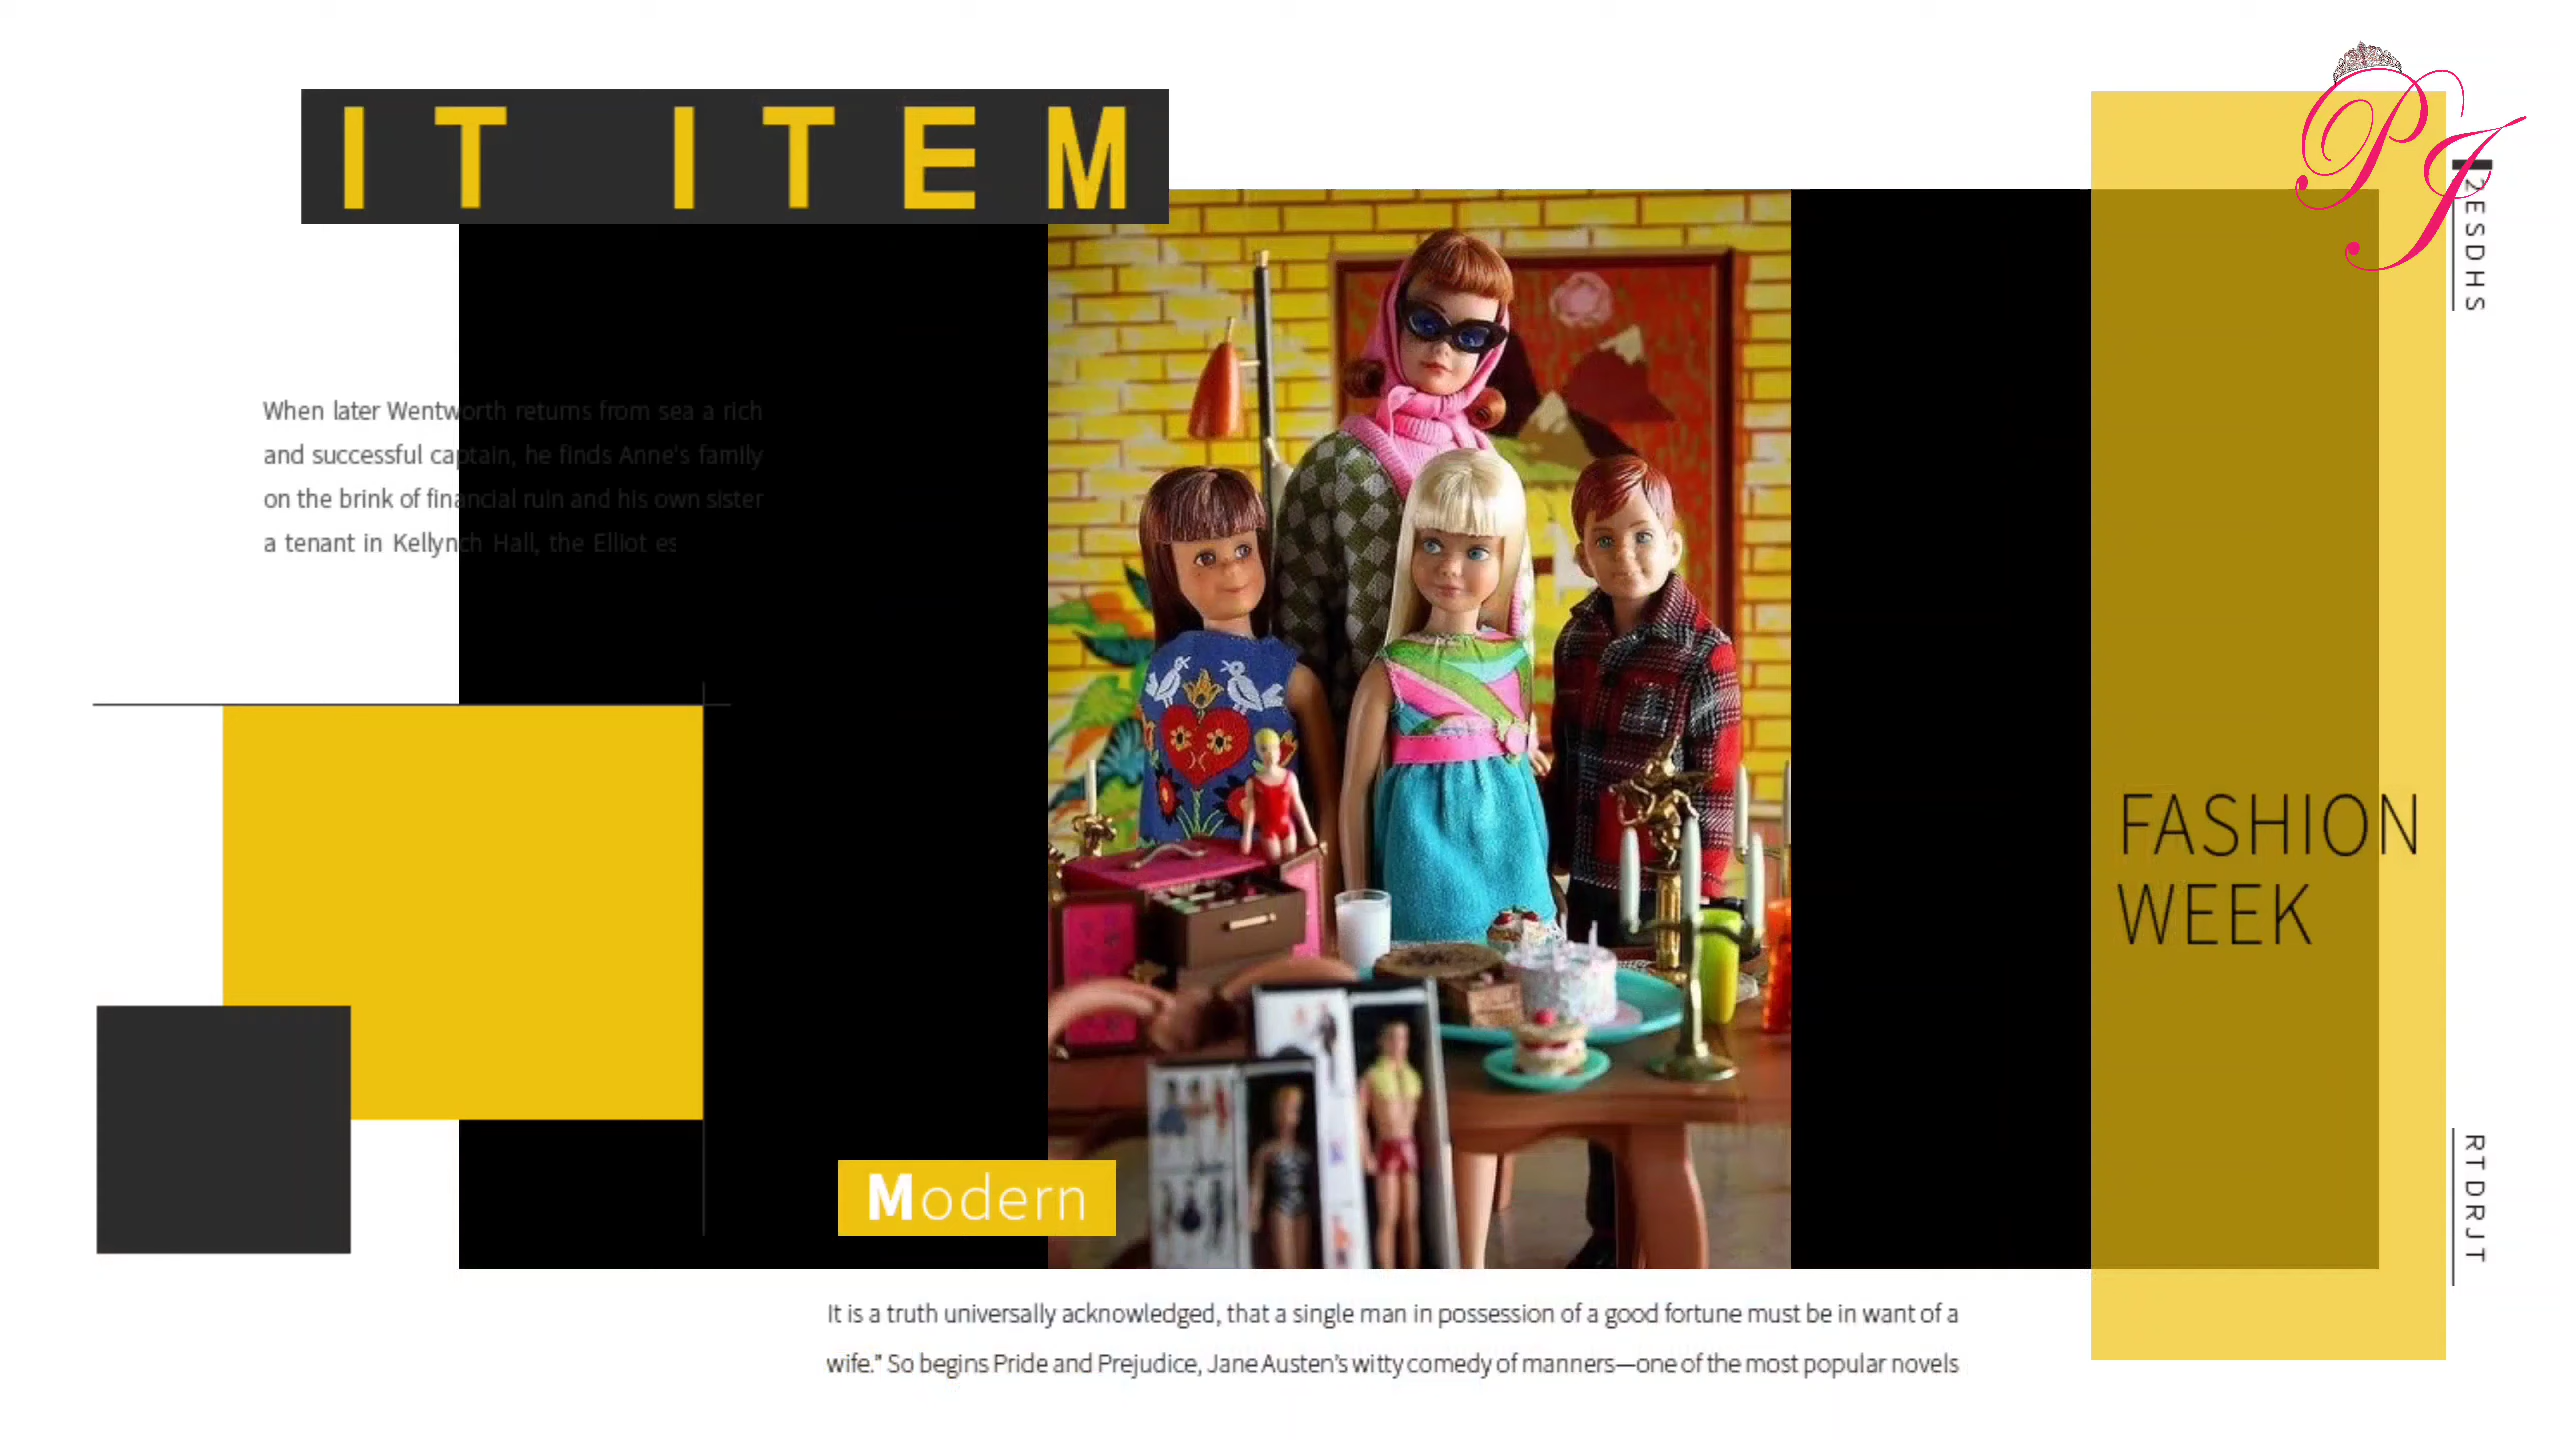 IT ITEM
PJ
2ESDHS
When later Wentworth returns from sea a rich
and successful captain, he finds Anne's family
on the brink of financial ruin and his own sister
a tenant in Kellynch Hall, the Elliot es
FASHION
WEEK
Modern
RTDRJT
It is a truth universally acknowledged, that a single man in possession of a good fortune must be in want of a
wife." So begins Pride and Prejudice, Jane Austen's witty comedy of manners—one of the most popular novels